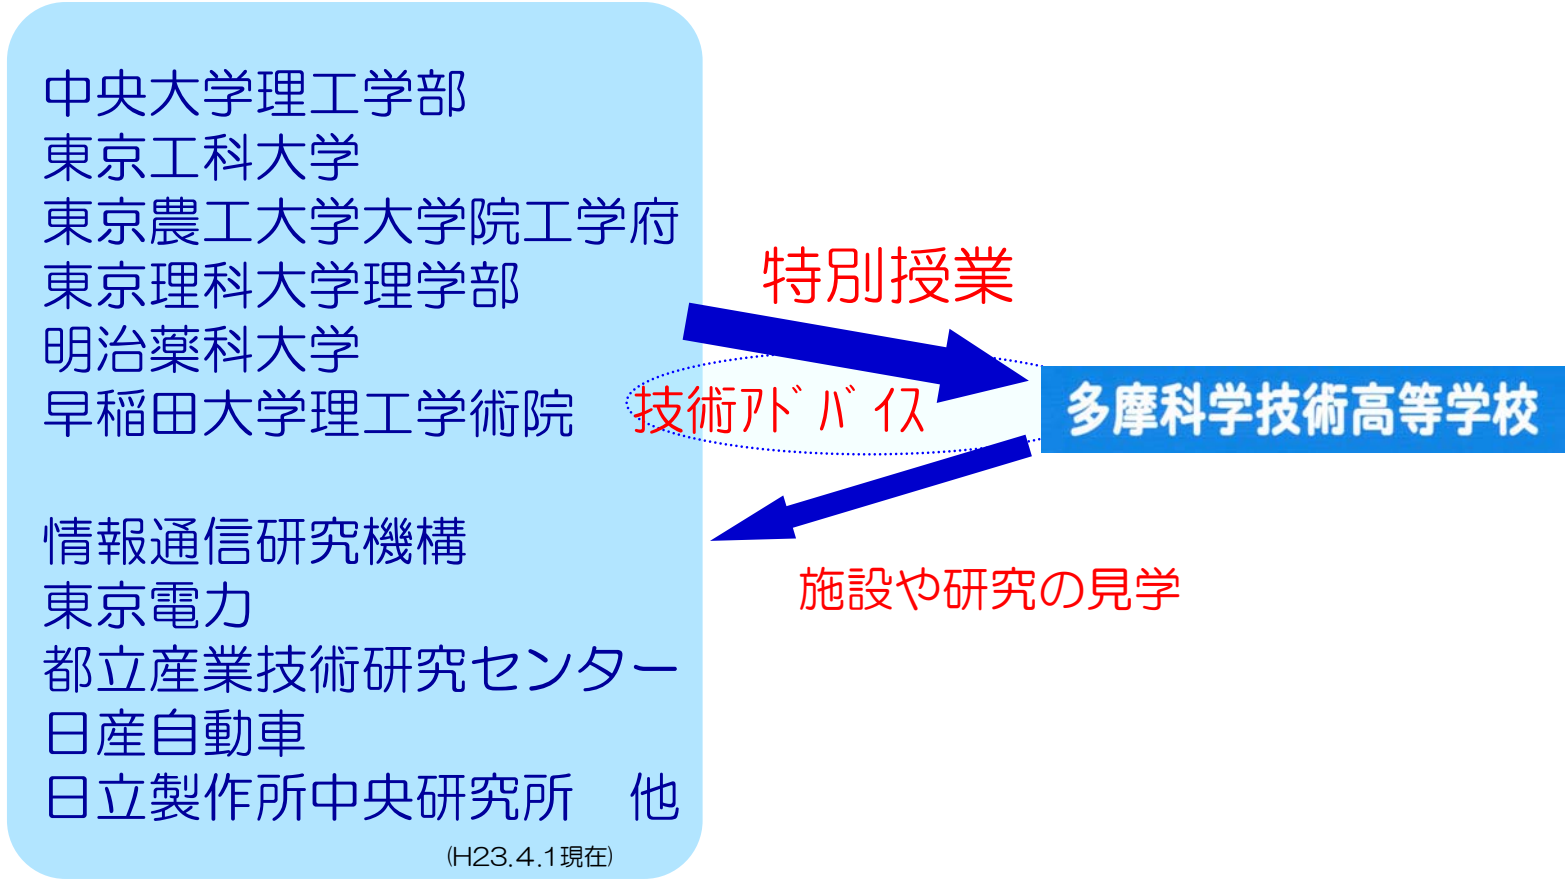 中央大学理工学部
東京工科大学
東京農工大学大学院工学府
東京理科大学理学部
明治薬科大学
早稲田大学理工学術院
情報通信研究機構
東京電力
都立産業技術研究センター
日産自動車
日立製作所中央研究所　他
(H23.4.1現在)
特別授業
技術ｱﾄﾞﾊﾞｲｽ
多摩科学技術高等学校
施設や研究の見学